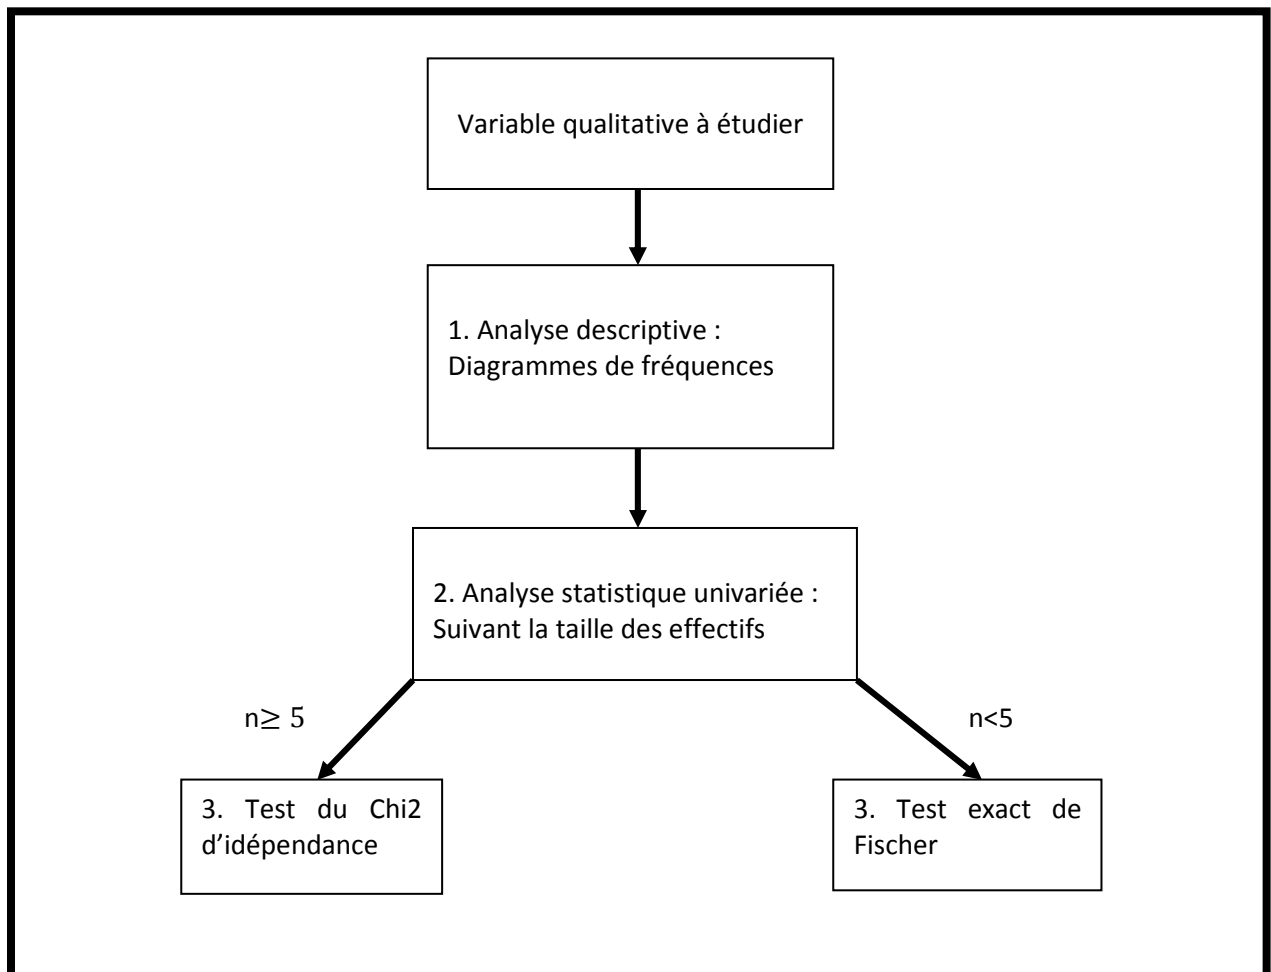 Variable qualitative à étudier
1. Analyse descriptive :
Diagrammes de fréquences
2. Analyse statistique univariée :
Suivant la taille des effectifs
n≥ 5
n<5
3. Test du Chi2
d’idépendance
3. Test exact de
Fischer